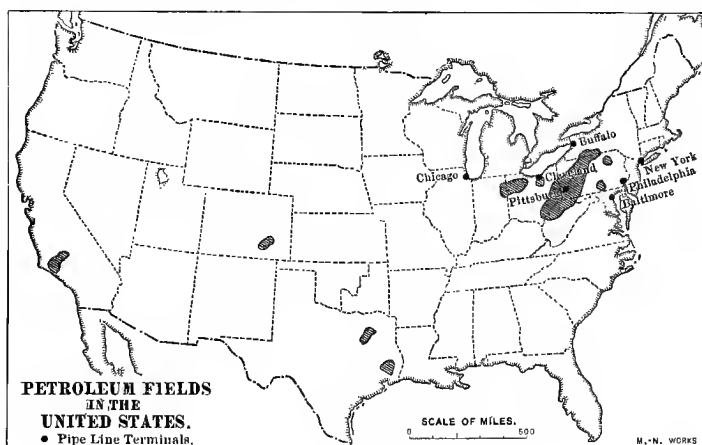 Buffalo
Chicago
Cleveland
New York
Pittsburg
Philadelphia
Baltimore
PETROLEUM FIELDS
IN THE
UNITED STATES.
● Pipe Line Terminals.
SCALE OF MILES.
0 500
M.-N. WORKS